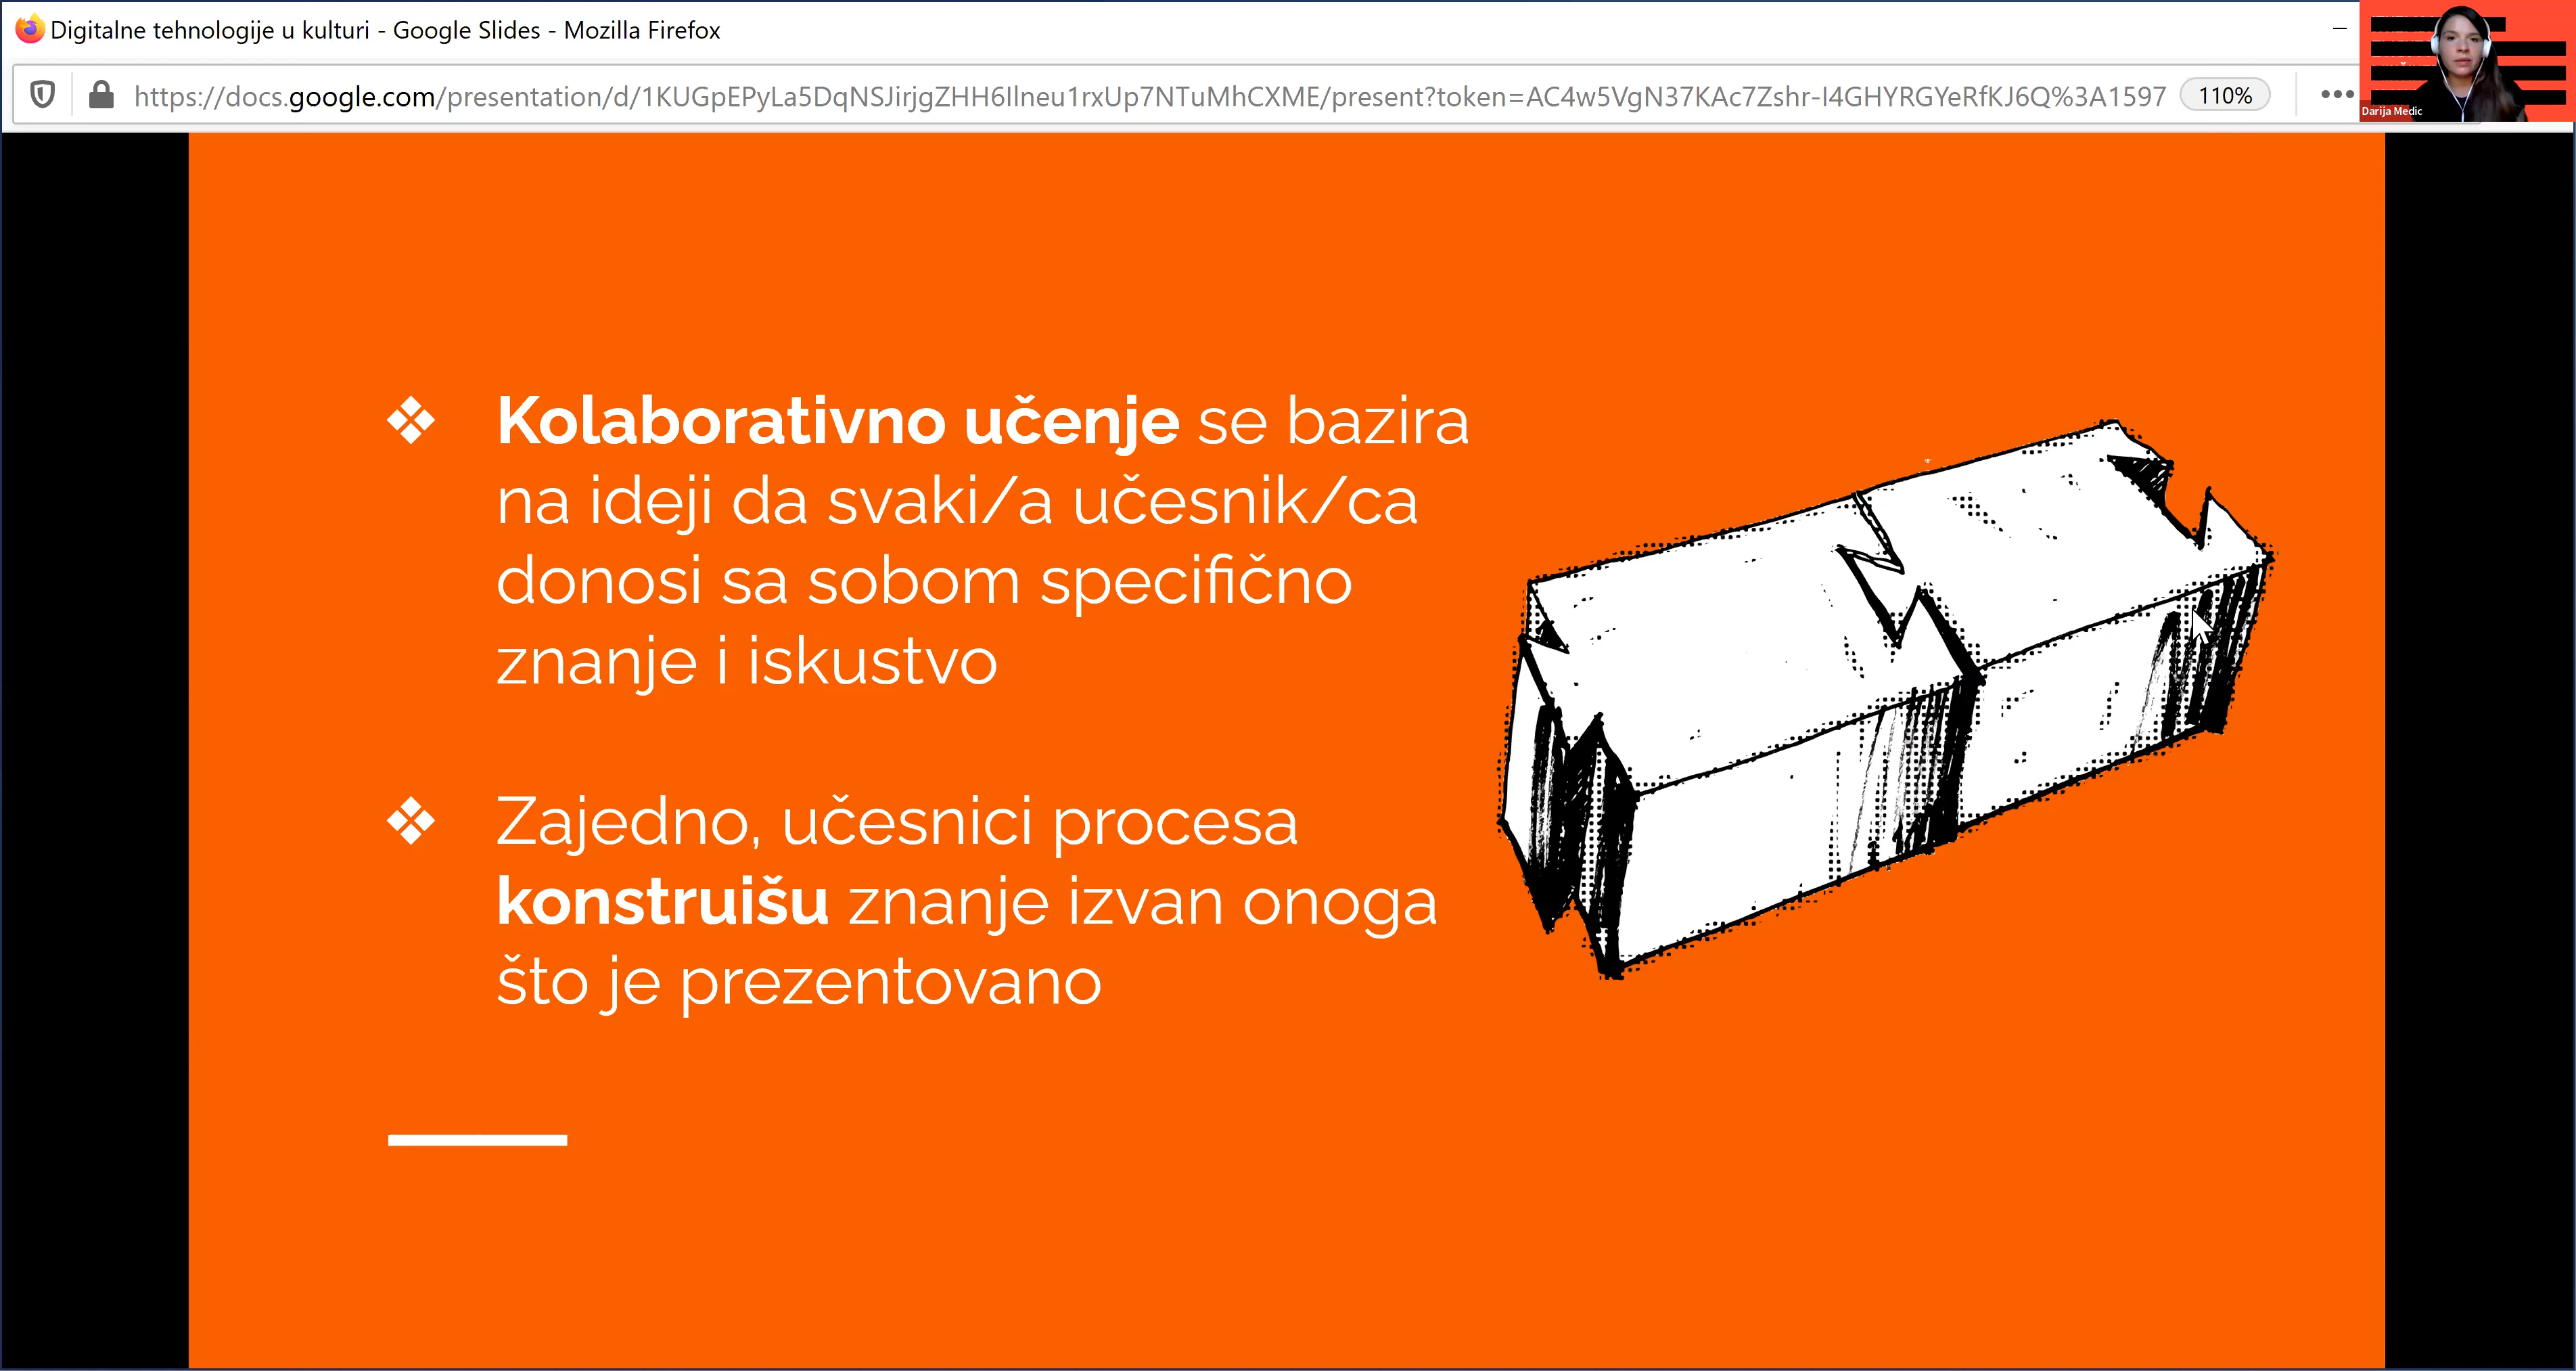 Digitalne tehnologije u kulturi - Google Slides - Mozilla Firefox
https://docs.google.com/presentation/d/1KUGpEPyLa5DqNSJirjgZHH6Ilneu1rxUp7NTuMhCXME/present?token=AC4w5VgN37KAc7Zshr-I4GHYRGYeRfKJ6Q%3A1597
110%
Darija Medic
❖ Kolaborativno učenje se bazira
na ideji da svaki/a učesnik/ca
donosi sa sobom specifično
znanje i iskustvo
❖ Zajedno, učesnici procesa
konstruišu znanje izvan onoga
što je prezentovano